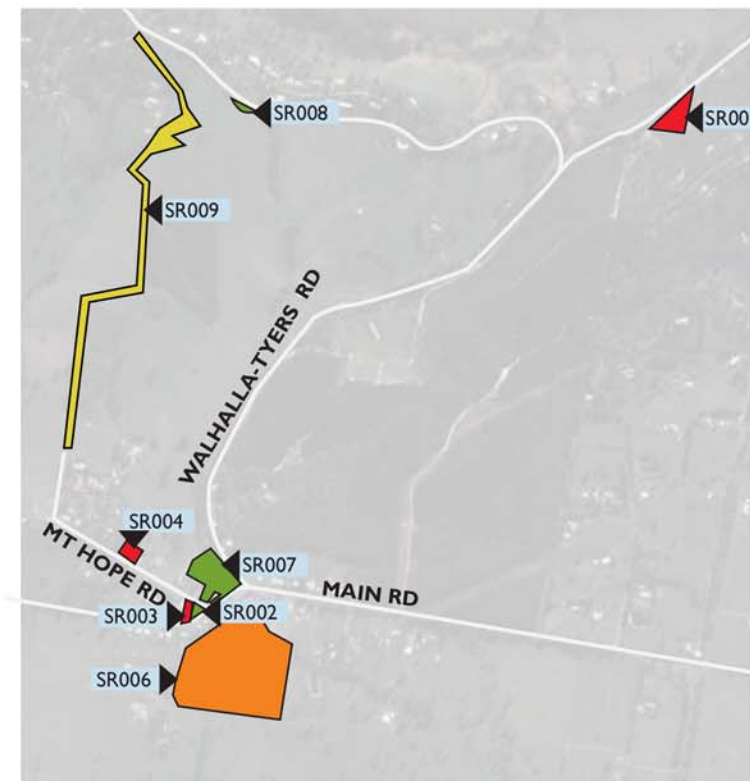 SR008
SR00
SR009
WALHALLA-TYERS RD
SR004
MT HOPE RD
SR007
MAIN RD
SR003
SR002
SR006